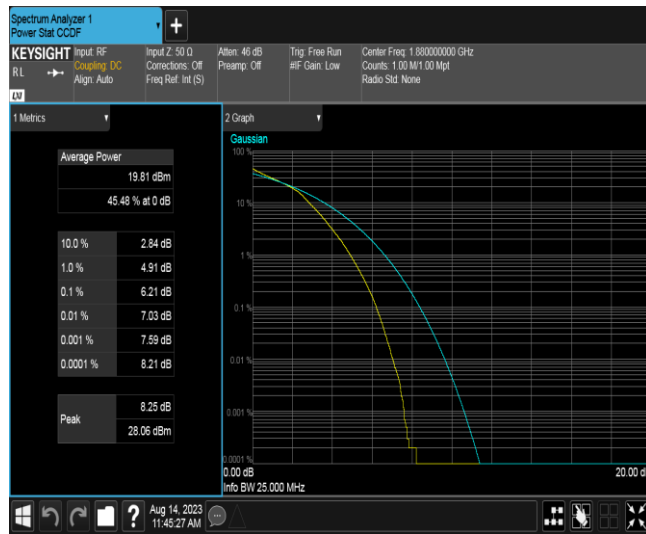 Spectrum Analyzer 1
Power Stat CCDF
+
KEYSIGHT
RL
LXI
Input: RF
Coupling: DC
Align: Auto
Input Z: 50 Ω
Corrections: Off
Freq Ref: Int (S)
Atten: 46 dB
Preamp: Off
Trig: Free Run
#IF Gain: Low
Center Freq: 1.880000000 GHz
Counts: 1.00 M/1.00 Mpt
Radio Std: None
1 Metrics
Average Power
19.81 dBm
45.48 % at 0 dB
10.0 % 2.84 dB
1.0 % 4.91 dB
0.1 % 6.21 dB
0.01 % 7.03 dB
0.001 % 7.59 dB
0.0001 % 8.21 dB
Peak
8.25 dB
28.06 dBm
2 Graph
Gaussian
100 %
10 %
1 %
0.1 %
0.01 %
0.001 %
0.0001 %
0.00 dB
20.00 d
Info BW 25.000 MHz
?
Aug 14, 2023
11:45:27 AM